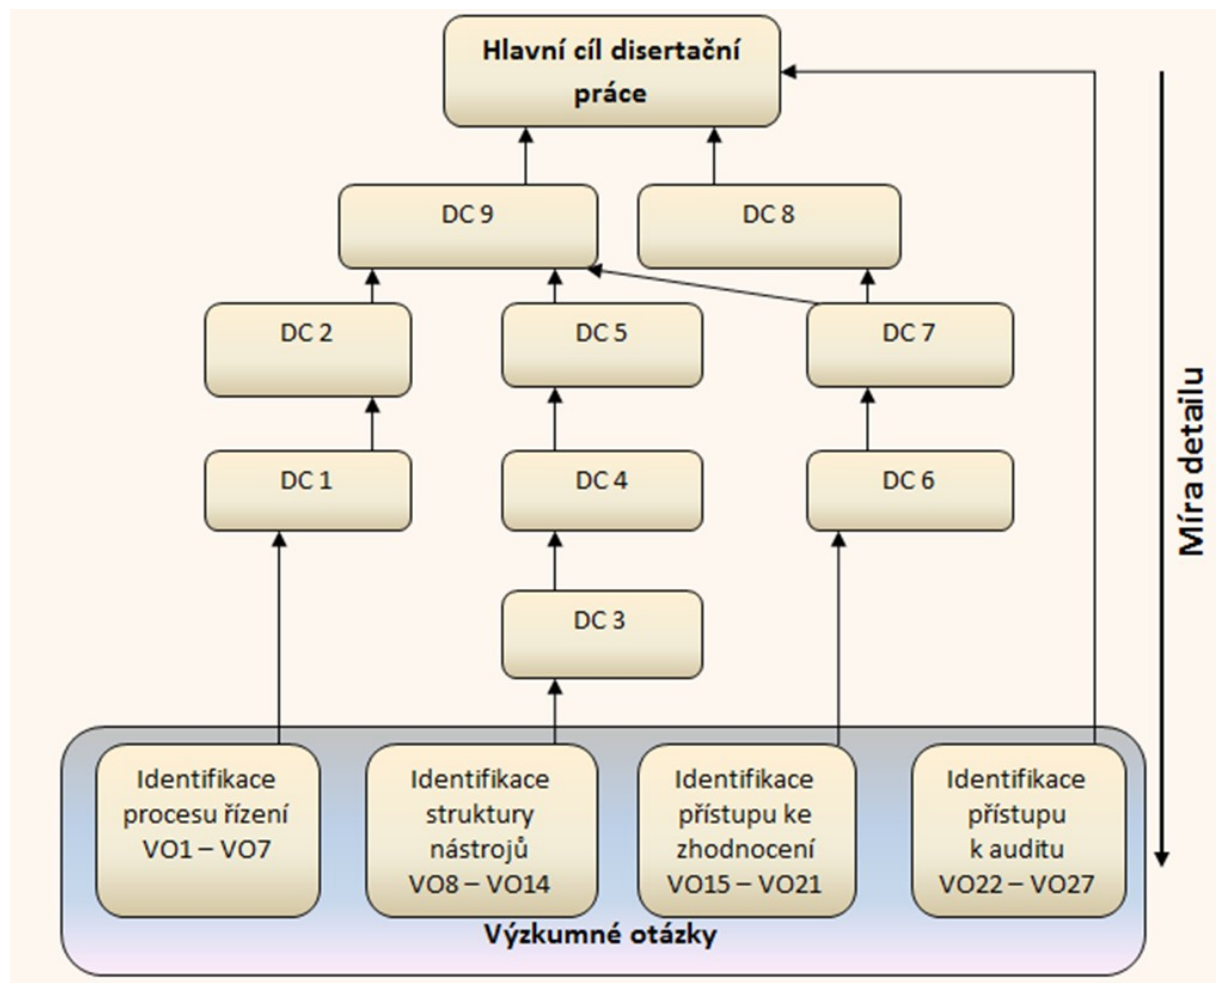 Hlavní cíl disertační
práce
DC 9
DC 8
DC 2
DC 5
DC 7
DC 1
DC 4
DC 6
DC 3
Míra detailu
Identifikace
procesu řízení
VO1 – VO7
Identifikace
struktury
nástrojů
VO8 – VO14
Identifikace
přístupu ke
zhodnocení
VO15 – VO21
Identifikace
přístupu
k auditu
VO22 – VO27
Výzkumné otázky